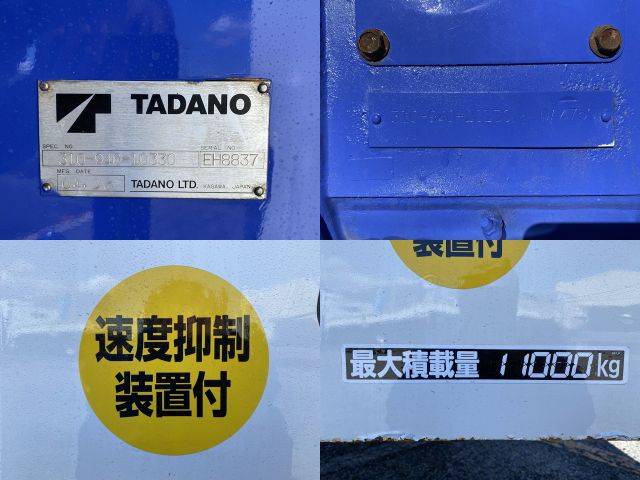 TADANO
SPEC. NO.
SERIAL NO.
EH8837
MFG. DATE
TADANO LTD. KAGAWA, JAPAN
速度抑制
装置付
装置付
最大積載量 11000kg